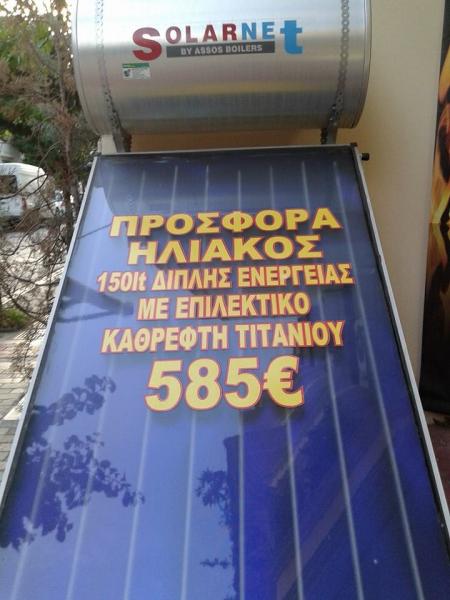 SOLARNET
BY ASSOS BOILERS
ΠΡΟΣΦΟΡΑ
ΗΛΙΑΚΟΣ
150lt ΔΙΠΛΗΣ ΕΝΕΡΓΕΙΑΣ
ΜΕ ΕΠΙΛΕΚΤΙΚΟ
ΚΑΘΡΕΦΤΗ ΤΙΤΑΝΙΟΥ
585€